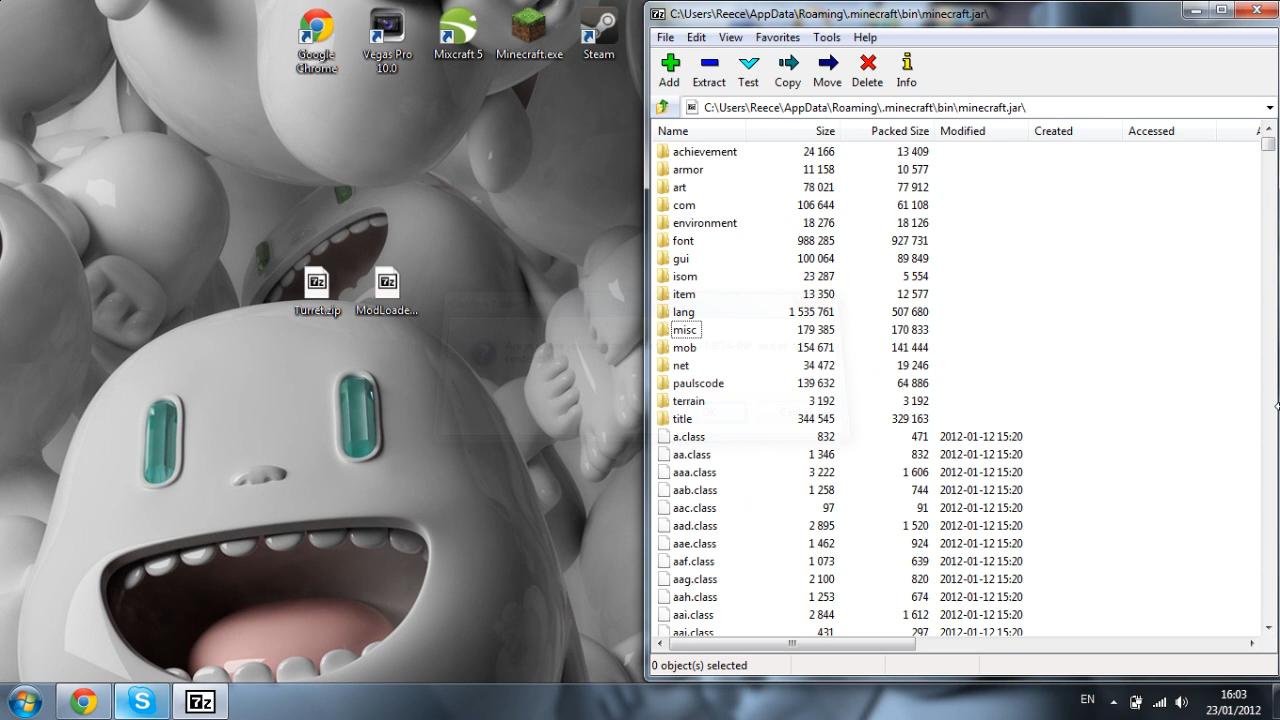 Google Chrome
Vegas Pro 10.0
Mixcraft 5
Minecraft.exe
Steam
Turret.zip
ModLoade...
C:\Users\Reece\AppData\Roaming\.minecraft\bin\minecraft.jar\
File Edit View Favorites Tools Help
Add Extract Test Copy Move Delete Info
C:\Users\Reece\AppData\Roaming\.minecraft\bin\minecraft.jar\
Name Size Packed Size Modified Created Accessed
achievement 24 166 13 409
armor 11 158 10 577
art 78 021 77 912
com 106 644 61 108
environment 18 276 18 126
font 988 285 927 731
gui 100 064 89 849
isom 23 287 5 554
item 13 350 12 577
lang 1 535 761 507 680
misc 179 385 170 833
mob 154 671 141 444
net 34 472 19 246
paulscode 139 632 64 886
terrain 3 192 3 192
title 344 545 329 163
a.class 832 471 2012-01-12 15:20
aa.class 1 346 832 2012-01-12 15:20
aaa.class 3 222 1 606 2012-01-12 15:20
aab.class 1 258 744 2012-01-12 15:20
aac.class 97 91 2012-01-12 15:20
aad.class 2 895 1 520 2012-01-12 15:20
aae.class 1 462 924 2012-01-12 15:20
aaf.class 1 073 639 2012-01-12 15:20
aag.class 2 100 820 2012-01-12 15:20
aah.class 1 253 674 2012-01-12 15:20
aai.class 2 844 1 612 2012-01-12 15:20
aaj.class 431 297 2012-01-12 15:20
0 object(s) selected
EN
16:03
23/01/2012